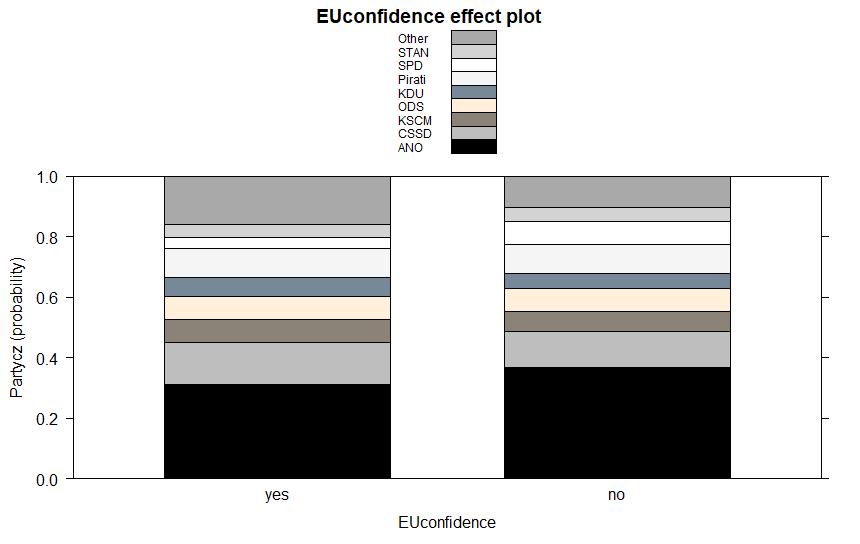 EUconfidence effect plot
Other
STAN
SPD
Pirati
KDU
ODS
KSCM
CSSD
ANO
1.0
0.8
0.6
0.4
0.2
0.0
Partycz (probability)
yes no
EUconfidence